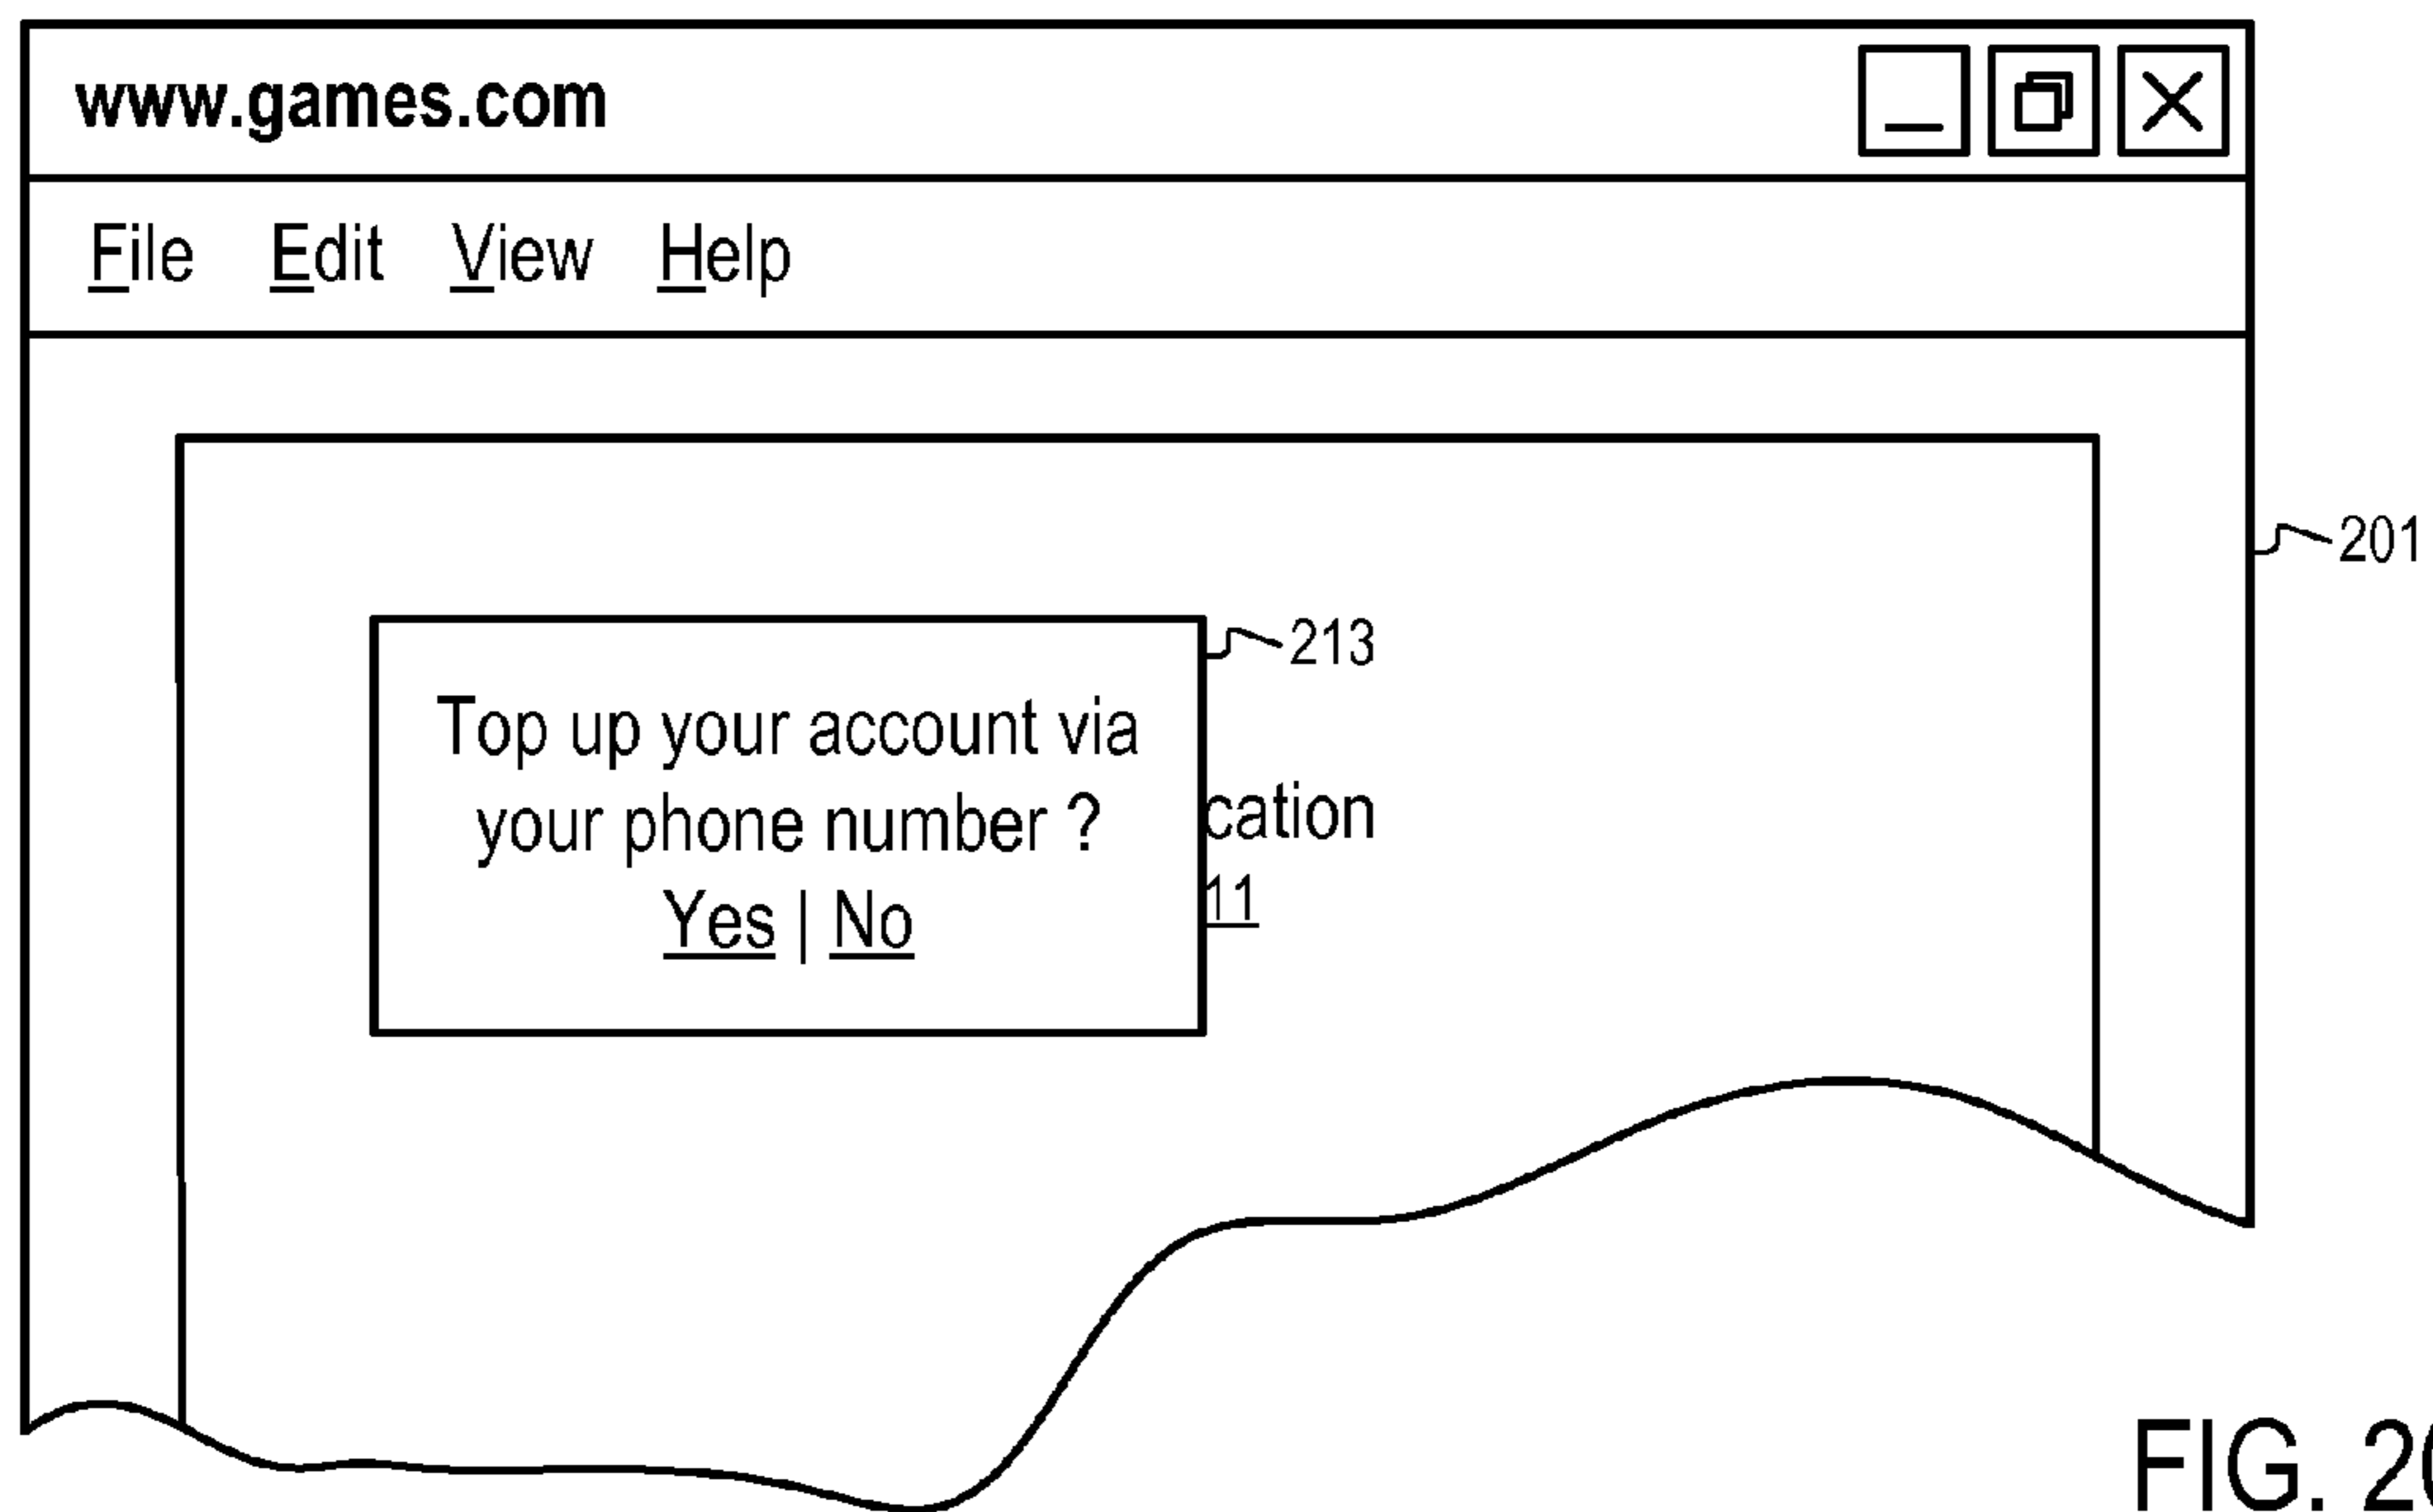 www.games.com
File Edit View Help
201
213
Top up your account via
your phone number ?
cation
Yes | No
11
FIG. 20